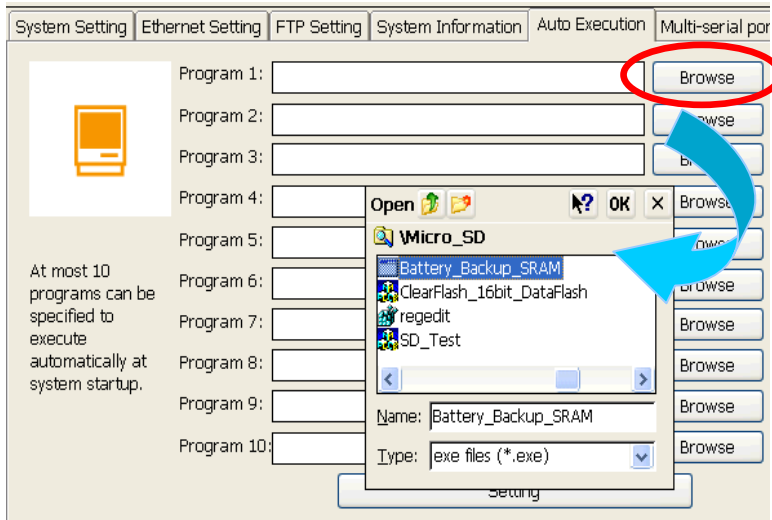 System Setting Ethernet Setting FTP Setting System Information Auto Execution Multi-serial por
Program 1: Browse
Program 2: Browse
Program 3:
Program 4: Browse
Program 5:
Program 6: Browse
Program 7: Browse
Program 8: Browse
Program 9: Browse
Program 10: Browse
At most 10
programs can be
specified to
execute
automatically at
system startup.
Open ? OK ×
\Micro_SD
Battery_Backup_SRAM
ClearFlash_16bit_DataFlash
regedit
SD_Test
Name: Battery_Backup_SRAM
Type: exe files (*.exe)
Setting